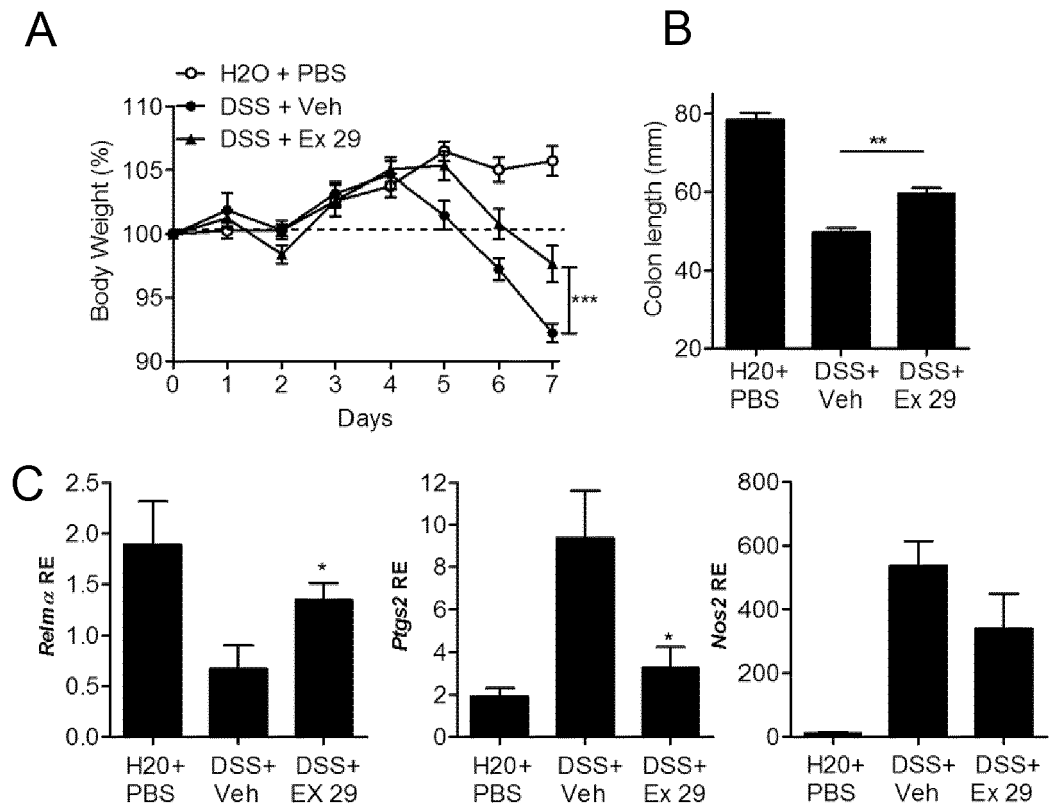 A
H2O + PBS
DSS + Veh
DSS + Ex 29
110
105
100
95
90
Body Weight (%)
***
0 1 2 3 4 5 6 7
Days
B
80
60
40
20
Colon length (mm)
**
H20+ DSS+ DSS+
PBS Veh Ex 29
C
2.5
2.0
1.5
1.0
0.5
0.0
Relm α RE
*
H20+ DSS+ DSS+
PBS Veh EX 29
12
10
8
6
4
2
0
Ptgs2 RE
*
H20+ DSS+ DSS+
PBS Veh Ex 29
800
600
400
200
0
Nos2 RE
H20+ DSS+ DSS+
PBS Veh Ex 29